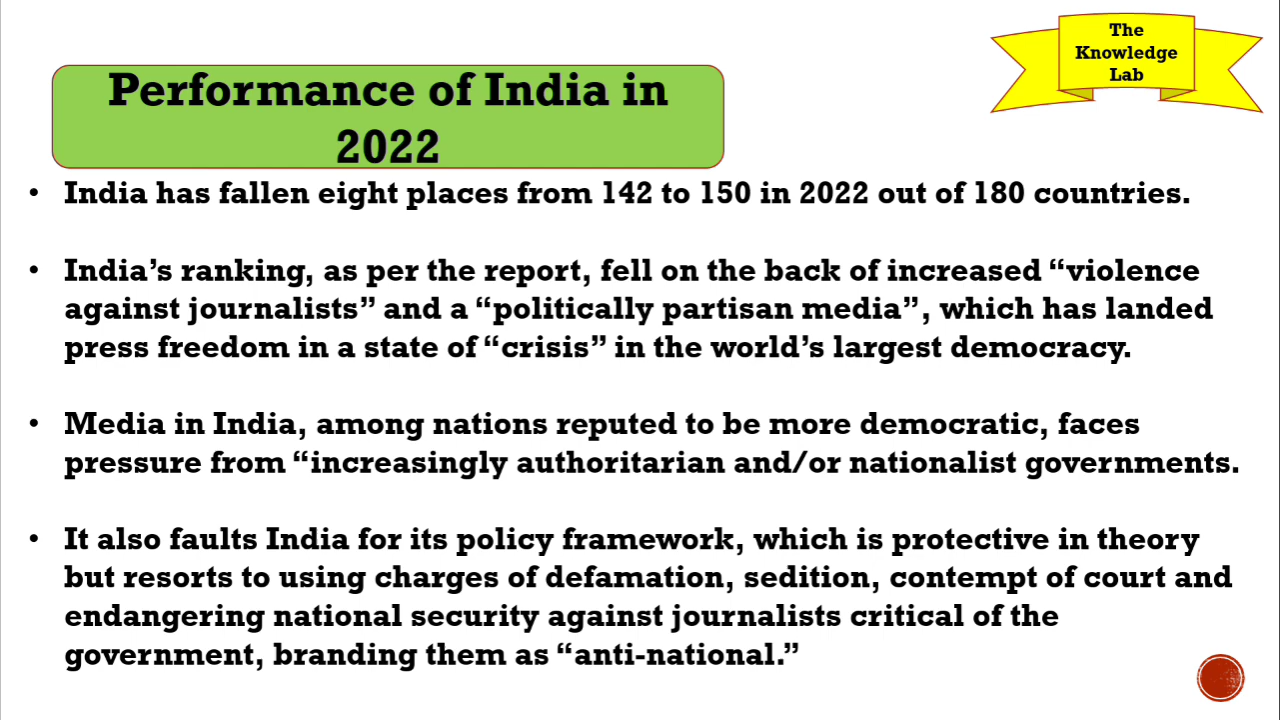 The
Knowledge
Lab
Performance of India in
2022
• India has fallen eight places from 142 to 150 in 2022 out of 180 countries.
• India’s ranking, as per the report, fell on the back of increased “violence
against journalists” and a “politically partisan media”, which has landed
press freedom in a state of “crisis” in the world’s largest democracy.
• Media in India, among nations reputed to be more democratic, faces
pressure from “increasingly authoritarian and/or nationalist governments.
• It also faults India for its policy framework, which is protective in theory
but resorts to using charges of defamation, sedition, contempt of court and
endangering national security against journalists critical of the
government, branding them as “anti-national.”